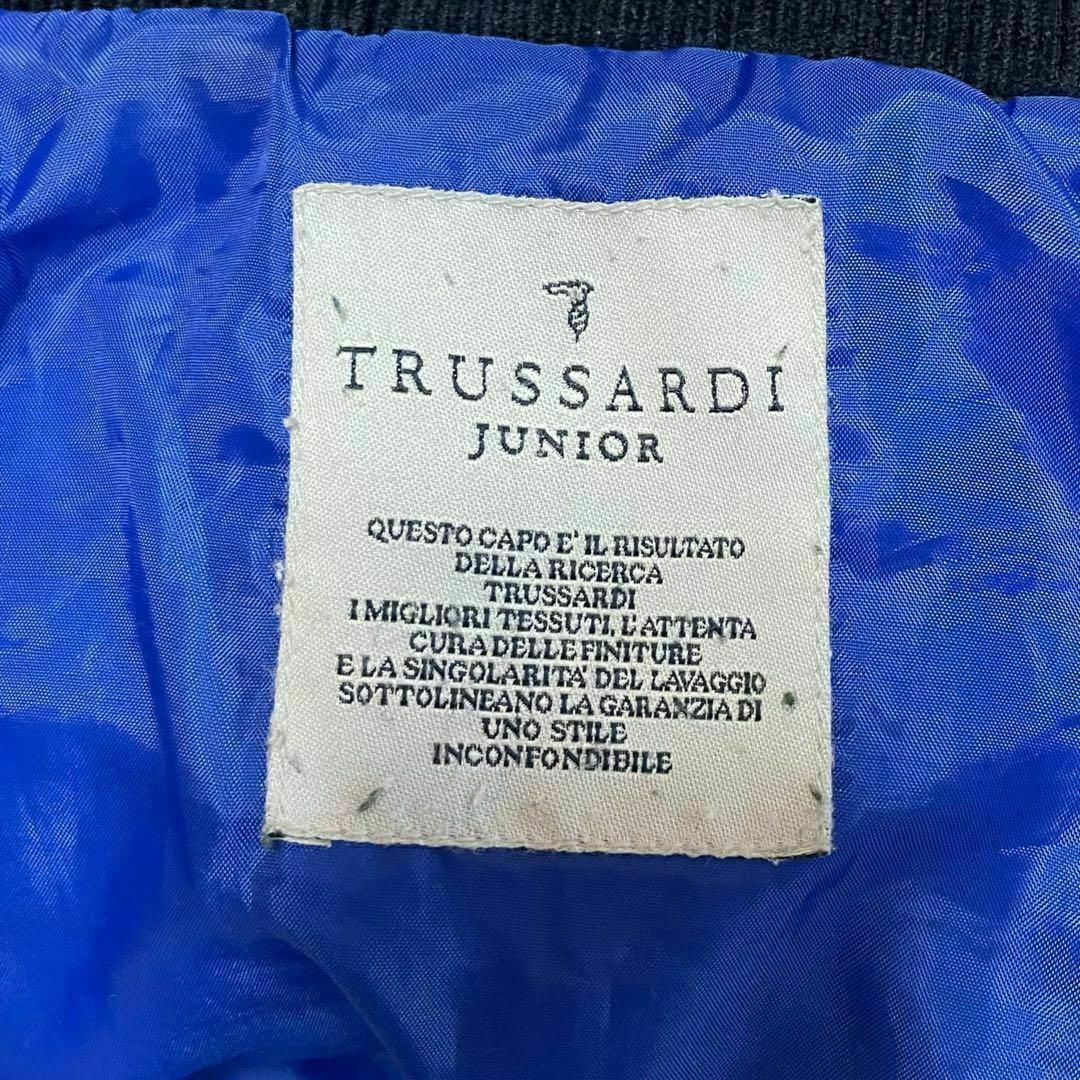 TRUSSARDI
JUNIOR
QUESTO CAPO E' IL RISULTATO
DELLA RICERCA
TRUSSARDI
I MIGLIORI TESSUTI, L'ATTENTA
CURA DELLE FINITURE
E LA SINGOLARITA' DEL LAVAGGIO
SOTTOLINEANO LA GARANZIA DI
UNO STILE
INCONFONDIBILE